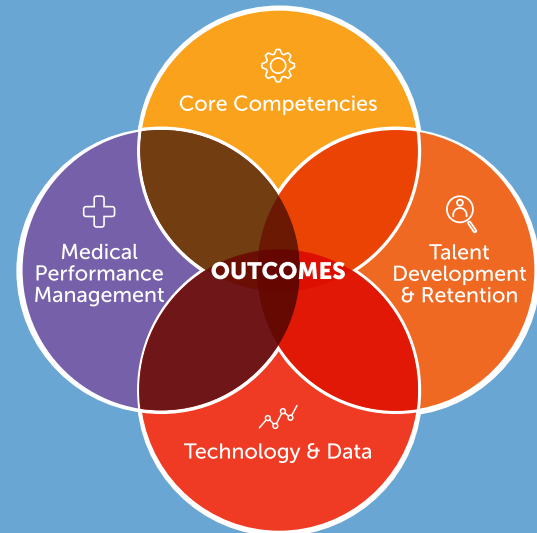 Core Competencies
Medical
Performance
Management
OUTCOMES
Talent
Development
& Retention
Technology & Data